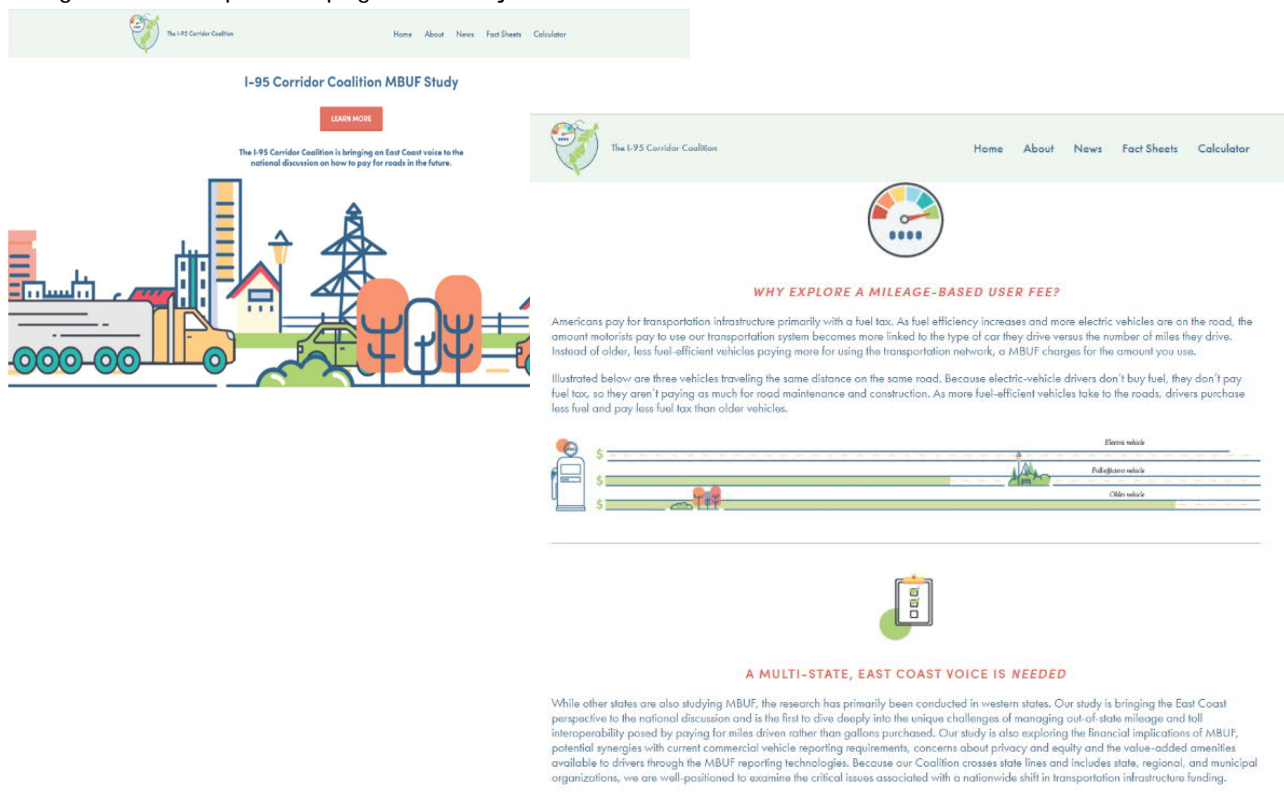 The I-95 Corridor Coalition
Home About News Fact Sheets Calculator
I-95 Corridor Coalition MBUF Study
LEARN MORE
The I-95 Corridor Coalition is bringing an East Coast voice to the
national discussion on how to pay for roads in the future.
The I-95 Corridor Coalition
Home About News Fact Sheets Calculator
WHY EXPLORE A MILEAGE-BASED USER FEE?
Americans pay for transportation infrastructure primarily with a fuel tax. As fuel efficiency increases and more electric vehicles are on the road, the
amount motorists pay to use our transportation system becomes more linked to the type of car they drive versus the number of miles they drive.
Instead of older, less fuel-efficient vehicles paying more for using the transportation network, a MBUF charges for the amount you use.
Illustrated below are three vehicles traveling the same distance on the same road. Because electric-vehicle drivers don't buy fuel, they don't pay
fuel tax, so they aren't paying as much for road maintenance and construction. As more fuel-efficient vehicles take to the roads, drivers purchase
less fuel and pay less fuel tax than older vehicles.
$ Electric vehicle
$ vehicle
$ Older vehicle
A MULTI-STATE, EAST COAST VOICE IS NEEDED
While other states are also studying MBUF, the research has primarily been conducted in western states. Our study is bringing the East Coast
perspective to the national discussion and is the first to dive deeply into the unique challenges of managing out-of-state mileage and toll
interoperability posed by paying for miles driven rather than gallons purchased. Our study is also exploring the financial implications of MBUF,
potential synergies with current commercial vehicle reporting requirements, concerns about privacy and equity and the value-added amenities
available to drivers through the MBUF reporting technologies. Because our Coalition crosses state lines and includes state, regional, and municipal
organizations, we are well-positioned to examine the critical issues associated with a nationwide shift in transportation infrastructure funding.